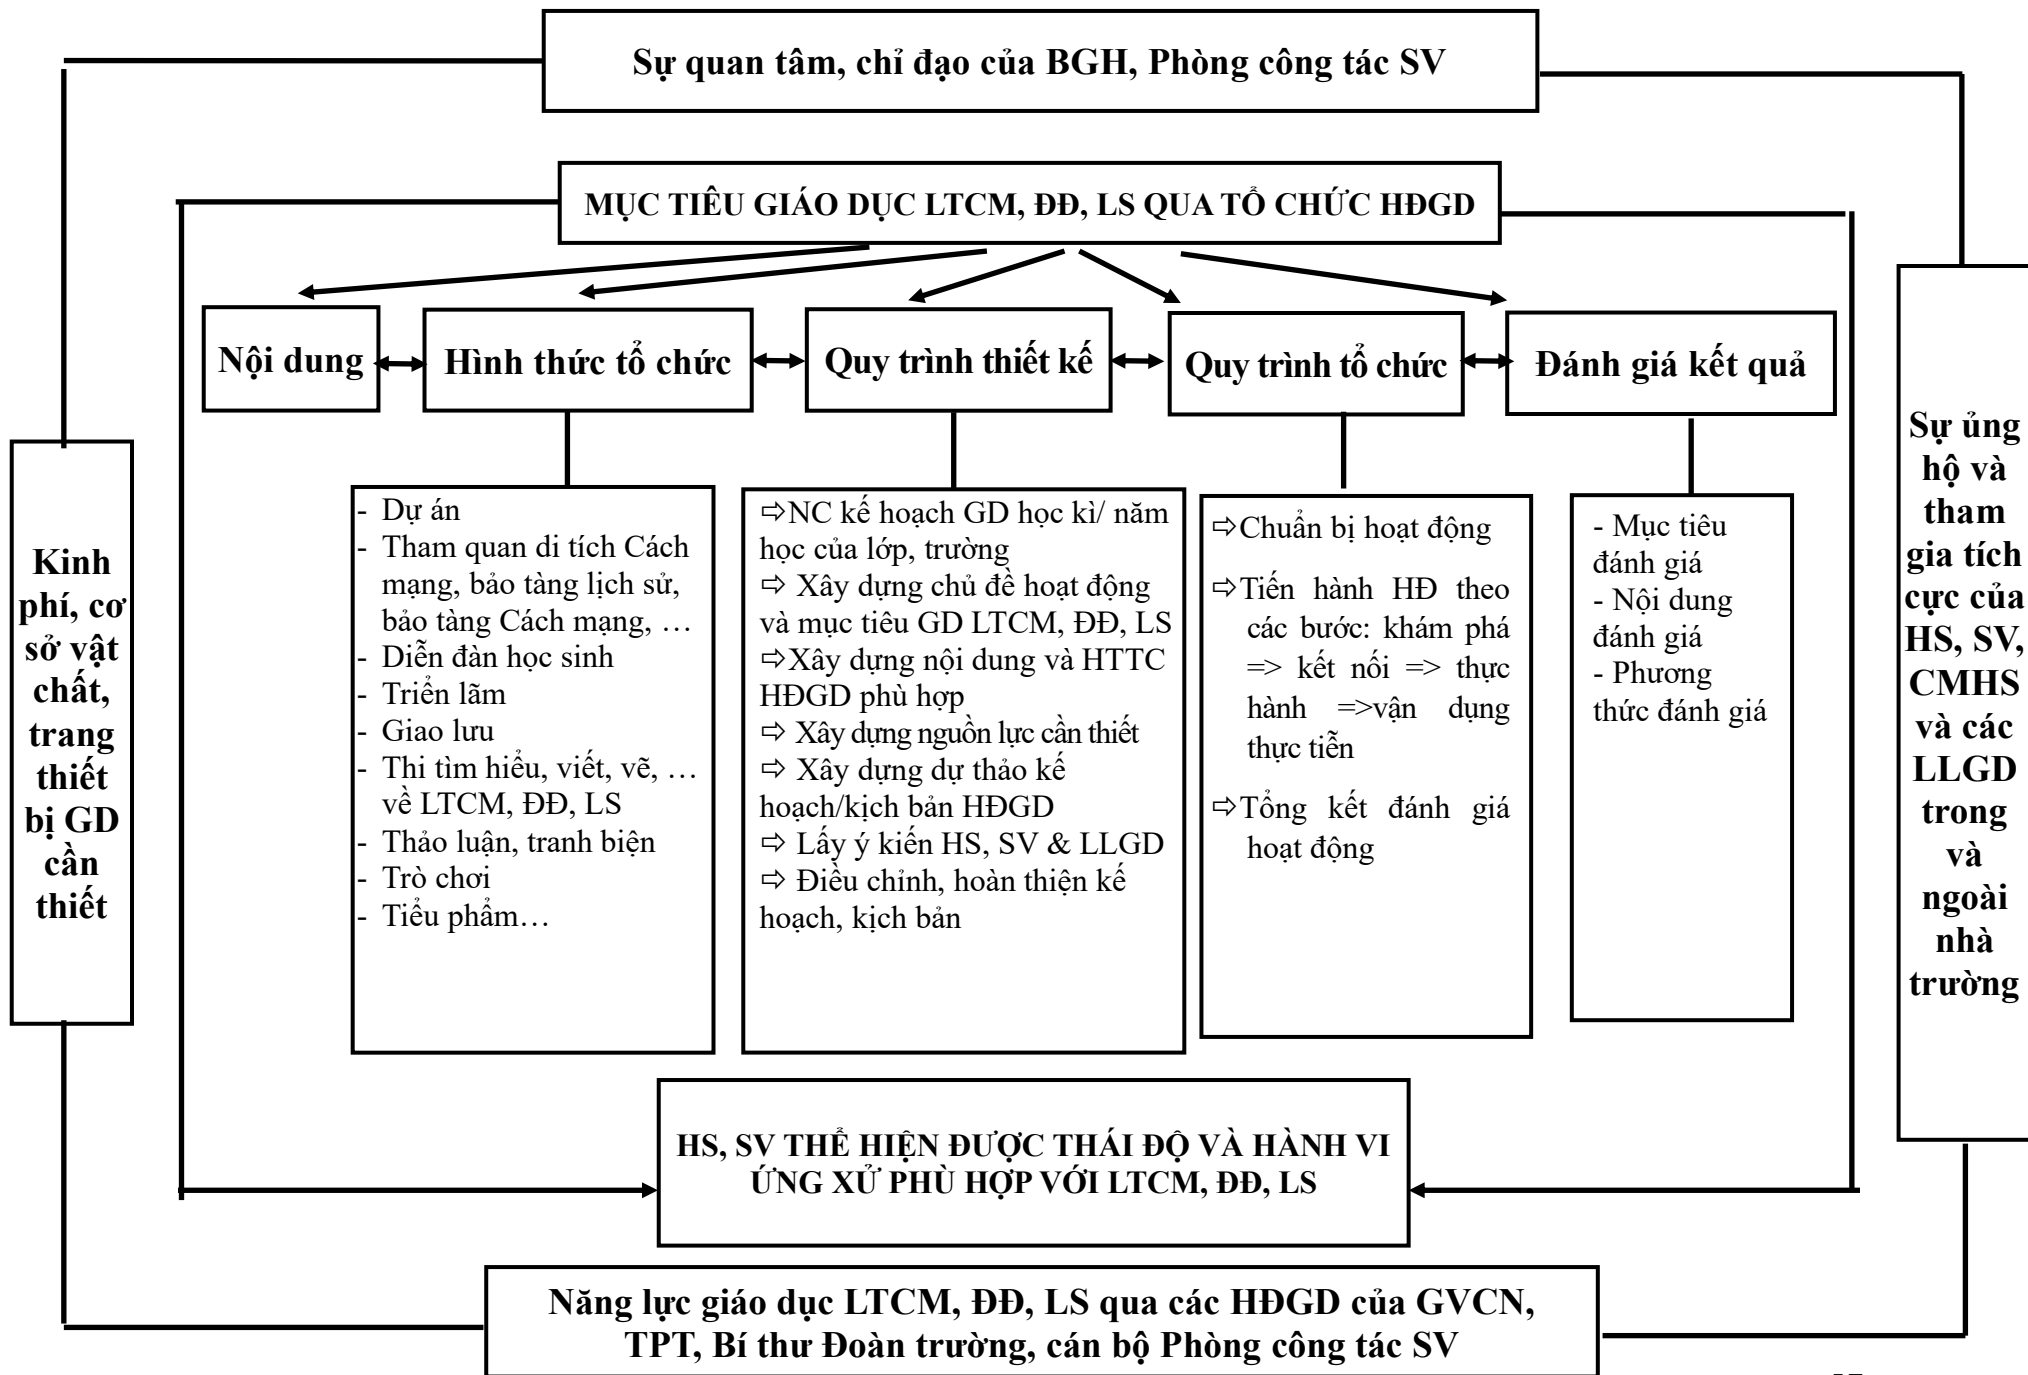 Sự quan tâm, chỉ đạo của BGH, Phòng công tác SV
MỤC TIÊU GIÁO DỤC LTCM, ĐĐ, LS QUA TỔ CHỨC HĐGD
Nội dung
Hình thức tổ chức
Quy trình thiết kế
Quy trình tổ chức
Đánh giá kết quả
Kinh
phí, cơ
sở vật
chất,
trang
thiết
bị GD
cần
thiết
- Dự án
- Tham quan di tích Cách
mạng, bảo tàng lịch sử,
bảo tàng Cách mạng, …
- Diễn đàn học sinh
- Triển lãm
- Giao lưu
- Thi tìm hiểu, viết, vẽ, …
về LTCM, ĐĐ, LS
- Thảo luận, tranh biện
- Trò chơi
- Tiểu phẩm…
⇨NC kế hoạch GD học kì/ năm
học của lớp, trường
⇨ Xây dựng chủ đề hoạt động
và mục tiêu GD LTCM, ĐĐ, LS
⇨Xây dựng nội dung và HTTC
HĐGD phù hợp
⇨ Xây dựng nguồn lực cần thiết
⇨ Xây dựng dự thảo kế
hoạch/kịch bản HĐGD
⇨ Lấy ý kiến HS, SV & LLGD
⇨ Điều chỉnh, hoàn thiện kế
hoạch, kịch bản
⇨Chuẩn bị hoạt động
⇨Tiến hành HĐ theo
các bước: khám phá
=> kết nối => thực
hành =>vận dụng
thực tiễn
⇨Tổng kết đánh giá
hoạt động
- Mục tiêu
đánh giá
- Nội dung
đánh giá
- Phương
thức đánh giá
Sự ủng
hộ và
tham
gia tích
cực của
HS, SV,
CMHS
và các
LLGD
trong
và
ngoài
nhà
trường
HS, SV THỂ HIỆN ĐƯỢC THÁI ĐỘ VÀ HÀNH VI
ỨNG XỬ PHÙ HỢP VỚI LTCM, ĐĐ, LS
Năng lực giáo dục LTCM, ĐĐ, LS qua các HĐGD của GVCN,
TPT, Bí thư Đoàn trường, cán bộ Phòng công tác SV